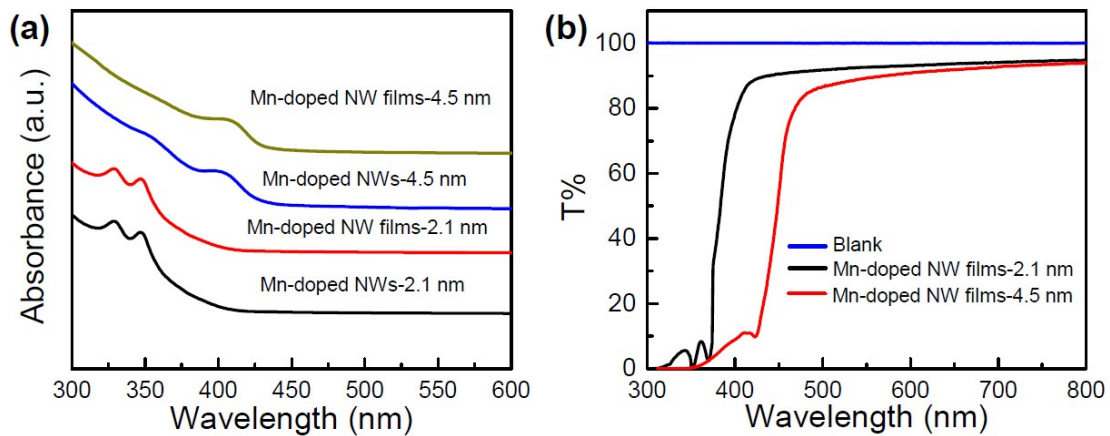 (a)
Absorbance (a.u.)
Mn-doped NW films-4.5 nm
Mn-doped NWs-4.5 nm
Mn-doped NW films-2.1 nm
Mn-doped NWs-2.1 nm
300 350 400 450 500 550 600
Wavelength (nm)
(b)
T%
100
80
60
40
20
0
Blank
Mn-doped NW films-2.1 nm
Mn-doped NW films-4.5 nm
300 400 500 600 700 800
Wavelength (nm)